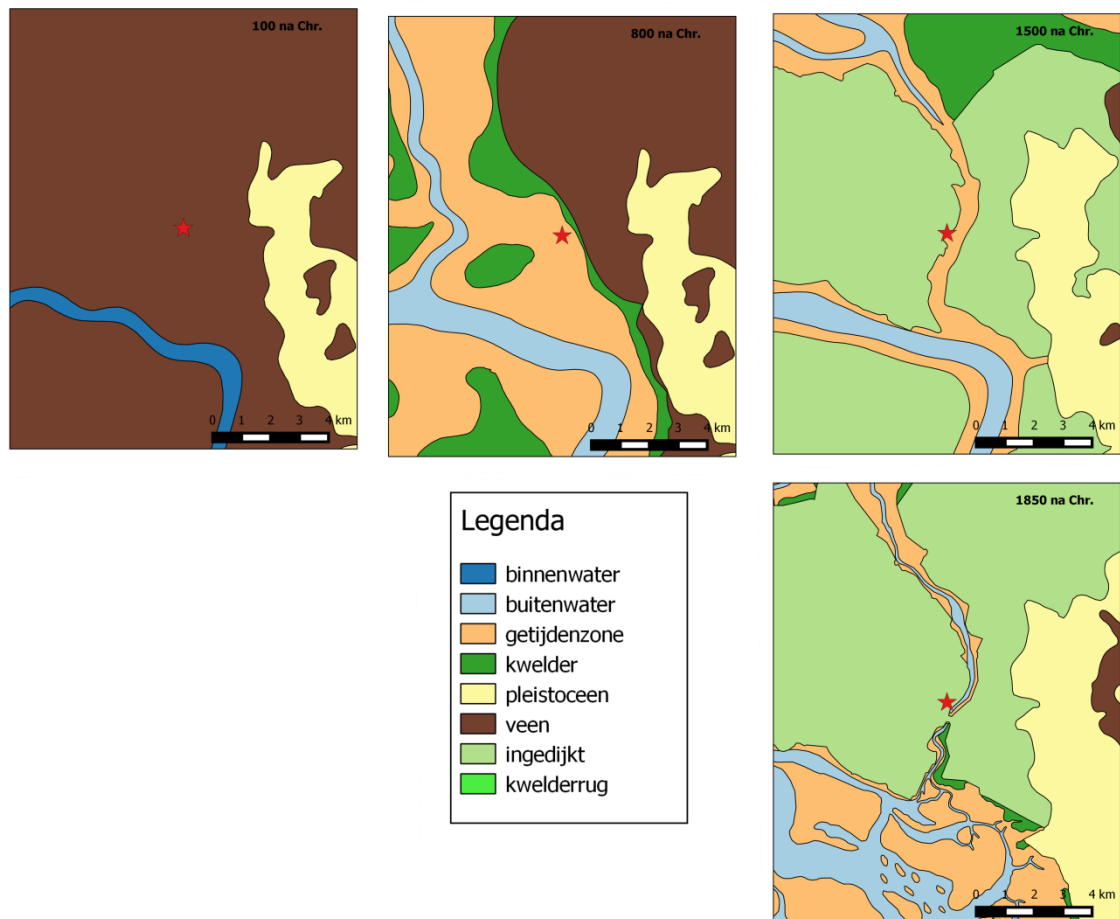 100 na Chr.
0 1 2 3 4 km
800 na Chr.
0 1 2 3 4 km
1500 na Chr.
0 1 2 3 4 km
Legenda
binnenwater
buitenwater
getijdenzone
kwelder
pleistoceen
veen
ingedijkt
kwelderrug
1850 na Chr.
0 1 2 3 4 km